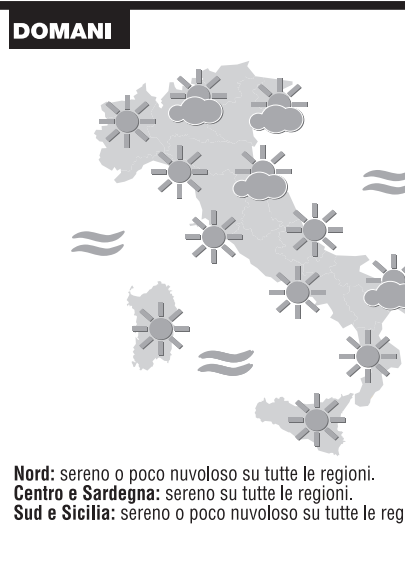 DOMANI
Nord: sereno o poco nuvoloso su tutte le regioni.
Centro e Sardegna: sereno su tutte le regioni.
Sud e Sicilia: sereno o poco nuvoloso su tutte le reg